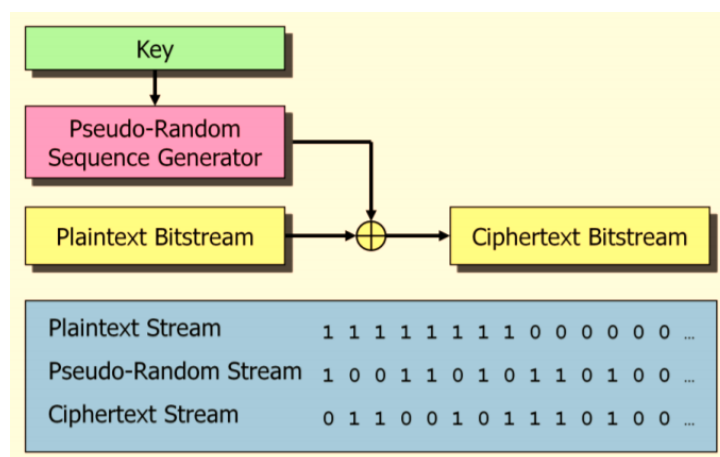 Key
Pseudo-Random
Sequence Generator
Plaintext Bitstream
Ciphertext Bitstream
Plaintext Stream 1 1 1 1 1 1 1 1 0 0 0 0 0 0 ...
Pseudo-Random Stream 1 0 0 1 1 0 1 0 1 1 0 1 0 0 ...
Ciphertext Stream 0 1 1 0 0 1 0 1 1 1 0 1 0 0 ...